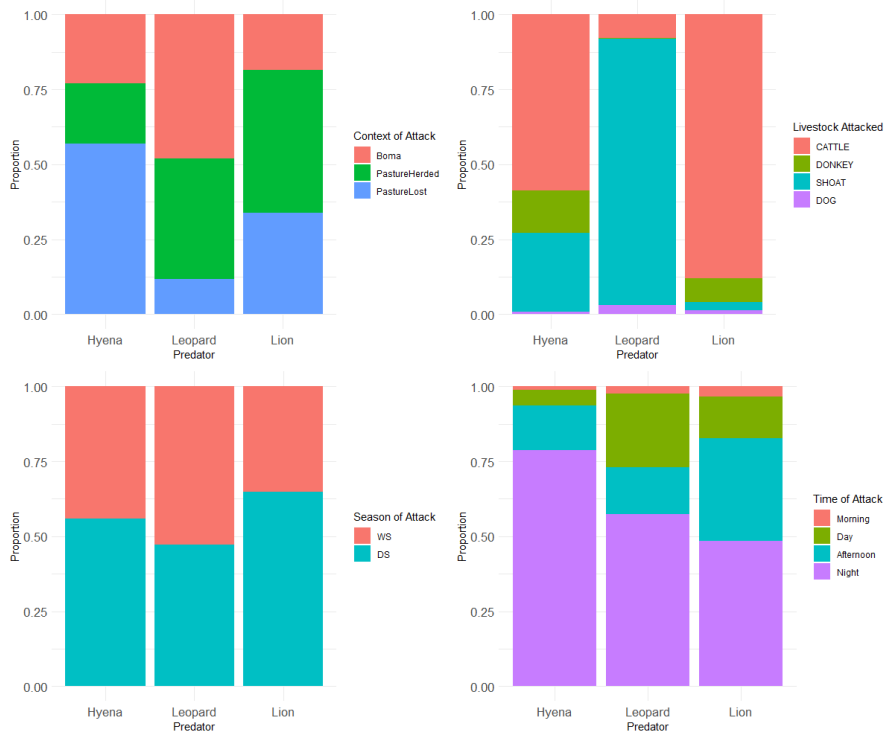 1.00
0.75
0.50
0.25
0.00
Proportion
Hyena Leopard Lion
Predator
Context of Attack
Boma
PastureHerded
PastureLost
1.00
0.75
0.50
0.25
0.00
Proportion
Hyena Leopard Lion
Predator
Livestock Attacked
CATTLE
DONKEY
SHOAT
DOG
1.00
0.75
0.50
0.25
0.00
Proportion
Hyena Leopard Lion
Predator
Season of Attack
WS
DS
1.00
0.75
0.50
0.25
0.00
Proportion
Hyena Leopard Lion
Predator
Time of Attack
Morning
Day
Afternoon
Night